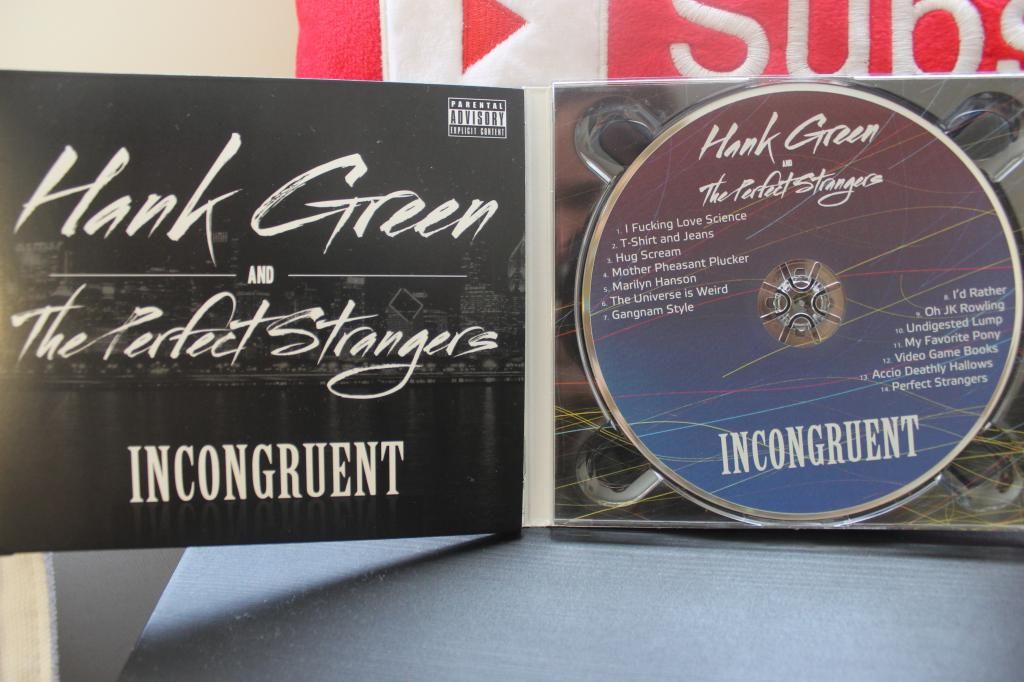 Subs
PARENTAL
ADVISORY
EXPLICIT CONTENT
Hank Green
AND
The Perfect Strangers
INCONGRUENT
Hank Green
AND
The Perfect Strangers
1. I Fucking Love Science
2. T-Shirt and Jeans
3. Hug Scream
4. Mother Pheasant Plucker
5. Marilyn Hanson
6. The Universe is Weird
7. Gangnam Style
8. I'd Rather
9. Oh JK Rowling
10. Undigested Lump
11. My Favorite Pony
12. Video Game Books
13. Accio Deathly Hallows
14. Perfect Strangers
INCONGRUENT